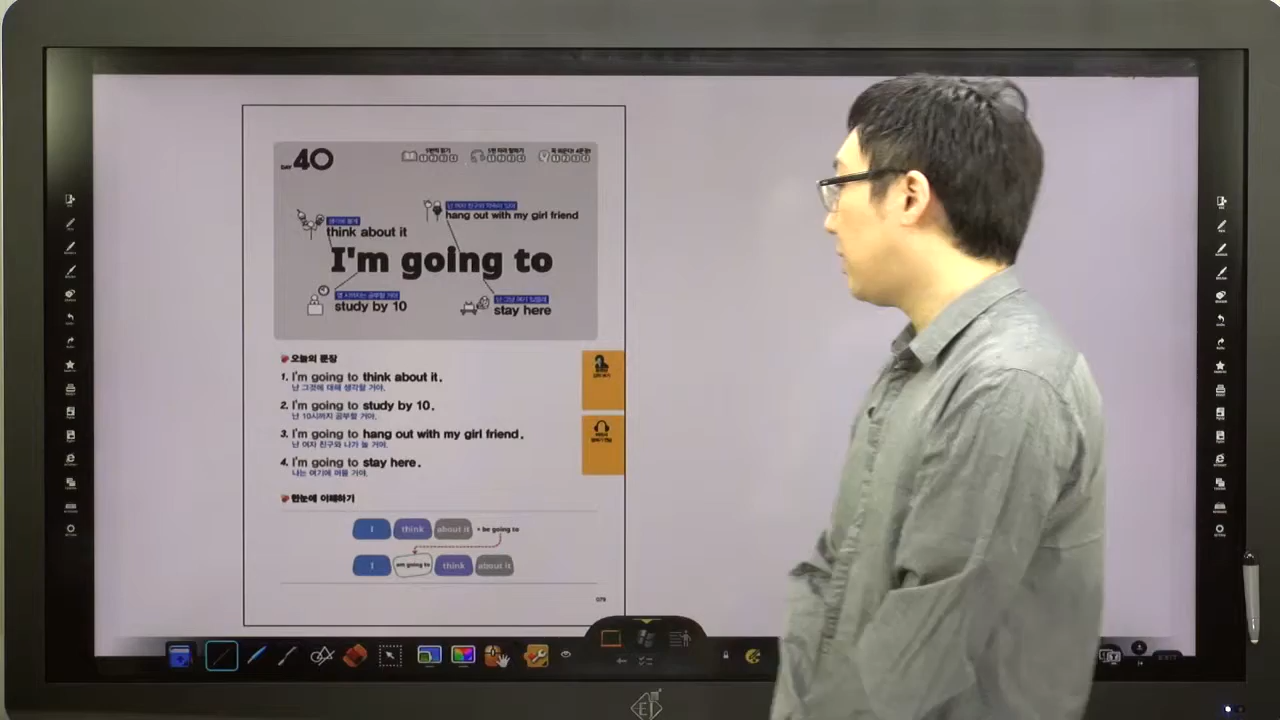 DAY 40
think about it
hang out with my girl friend
I'm going to
study by 10
stay here
오늘의 문장
1. I'm going to think about it.
난 그것에 대해 생각할 거야.
2. I'm going to study by 10.
난 10시까지 공부할 거야.
3. I'm going to hang out with my girl friend.
난 여자 친구와 나가 놀 거야.
4. I'm going to stay here.
나는 여기에 머물 거야.
한눈에 이해하기
I think about it + be going to
I am going to think about it
079
EXIT